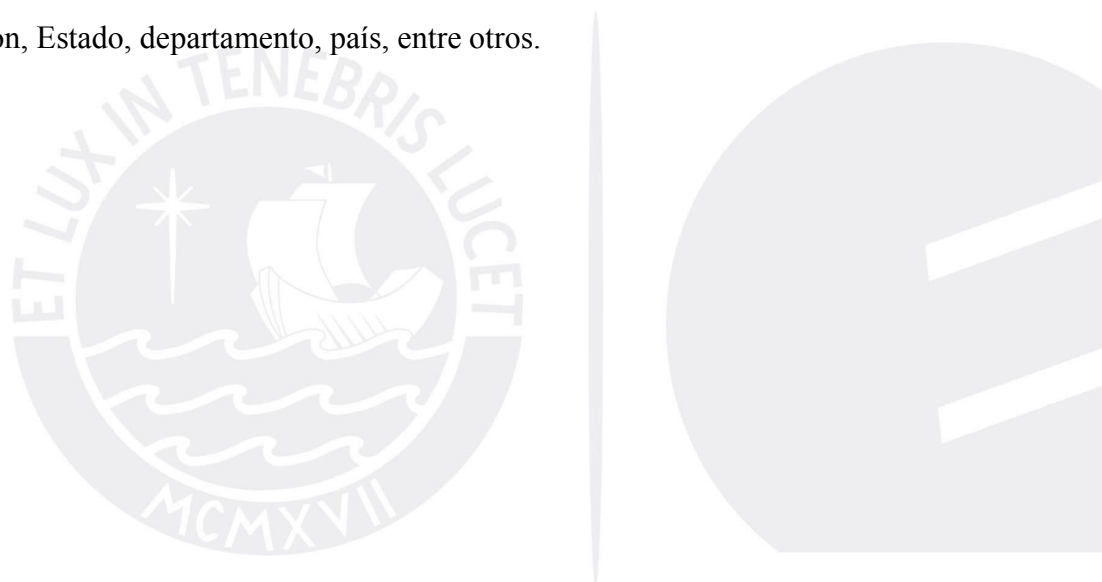 on, Estado, departamento, país, entre otros.
ET LUX IN TENEBRIS LUCET
MCMXVII